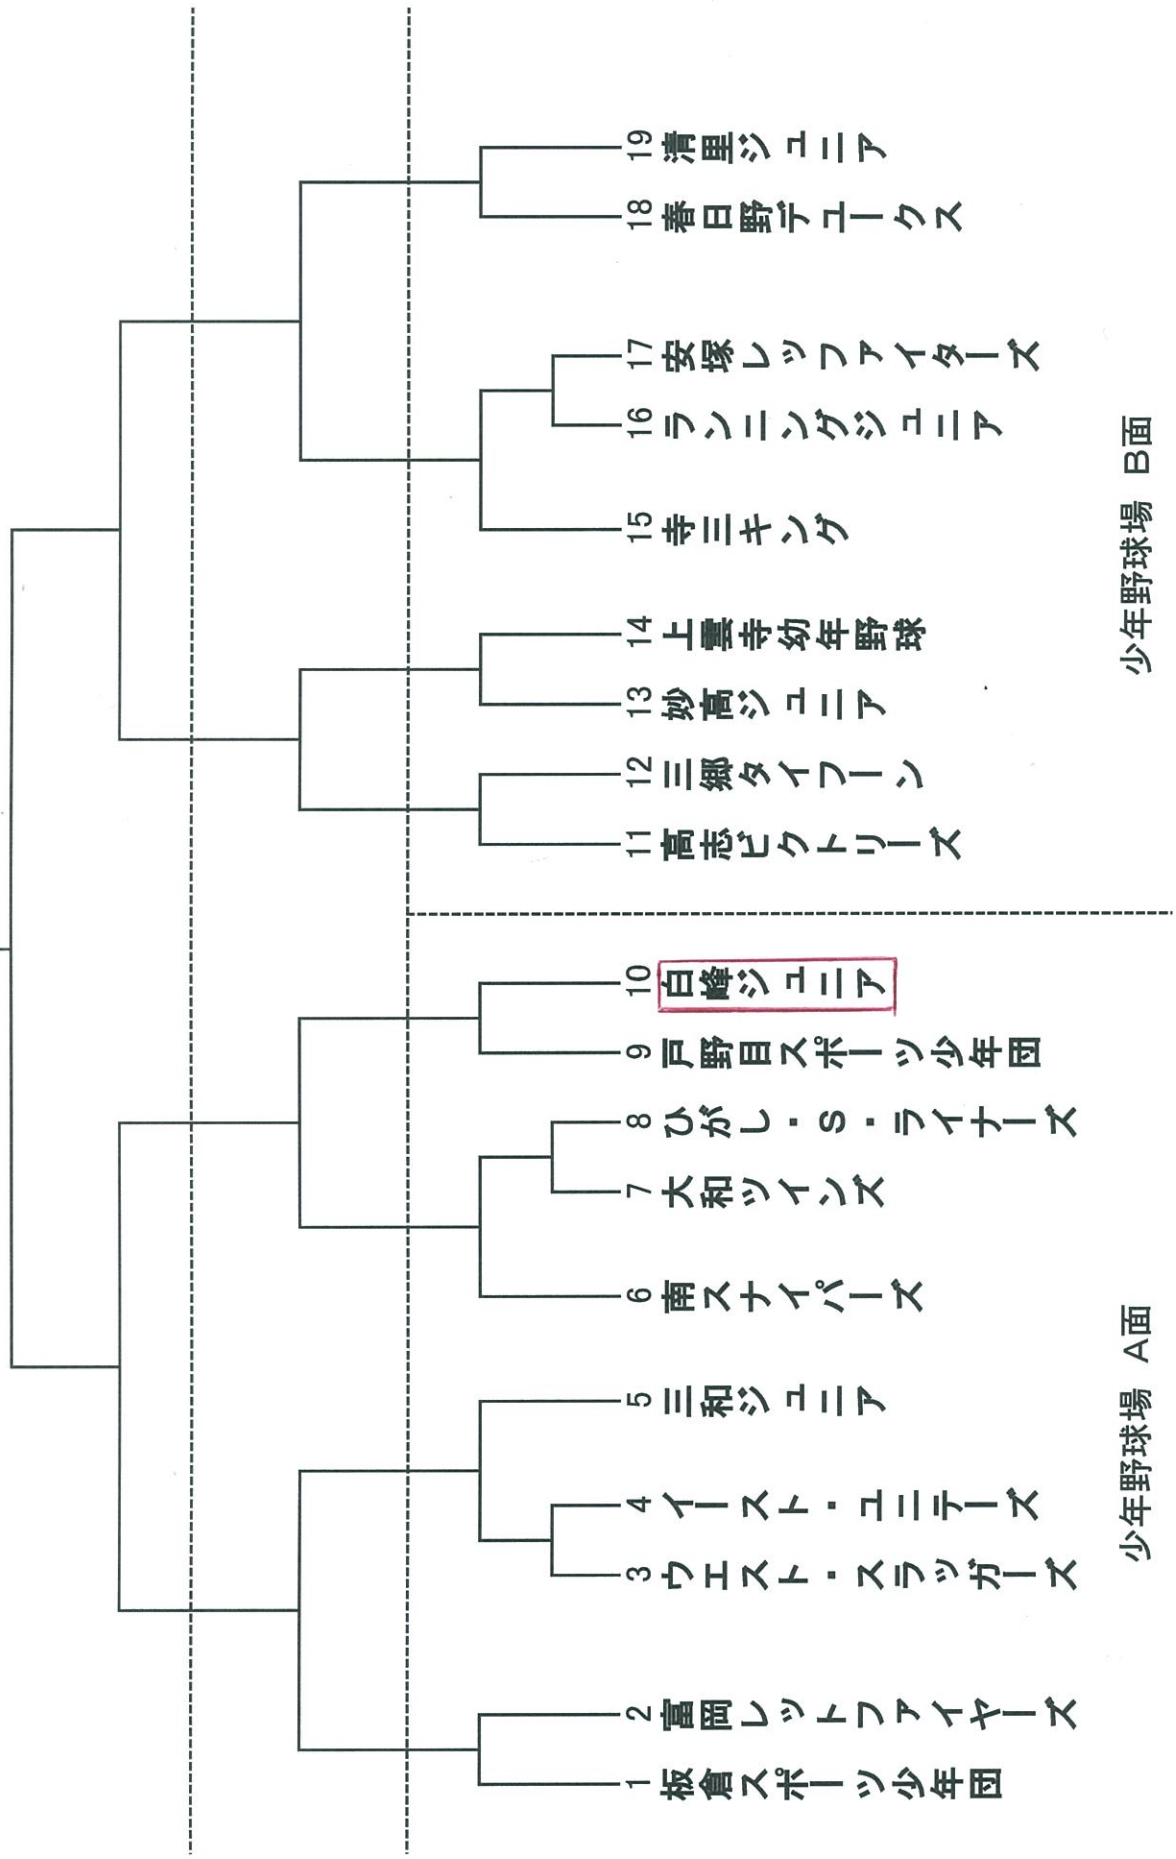 1 板倉スポーツ少年団
2 富岡レットファイヤーズ
3 ウエスト・スラッガーズ
4 イースト・ユニテーズ
5 三和ジュニア
6 南スナイパーズ
7 大和ツインズ
8 ひがし・S・ライナーズ
9 戸野目スポーツ少年団
10 白峰ジュニア
11 高志ビクトリーズ
12 三郷タイフーン
13 妙高ジュニア
14 上雲寺幼年野球
15 寺三キング
16 ランニングジュニア
17 安塚レッファイターズ
18 春日野デュークス
19 清里ジュニア
少年野球場 A面
少年野球場 B面